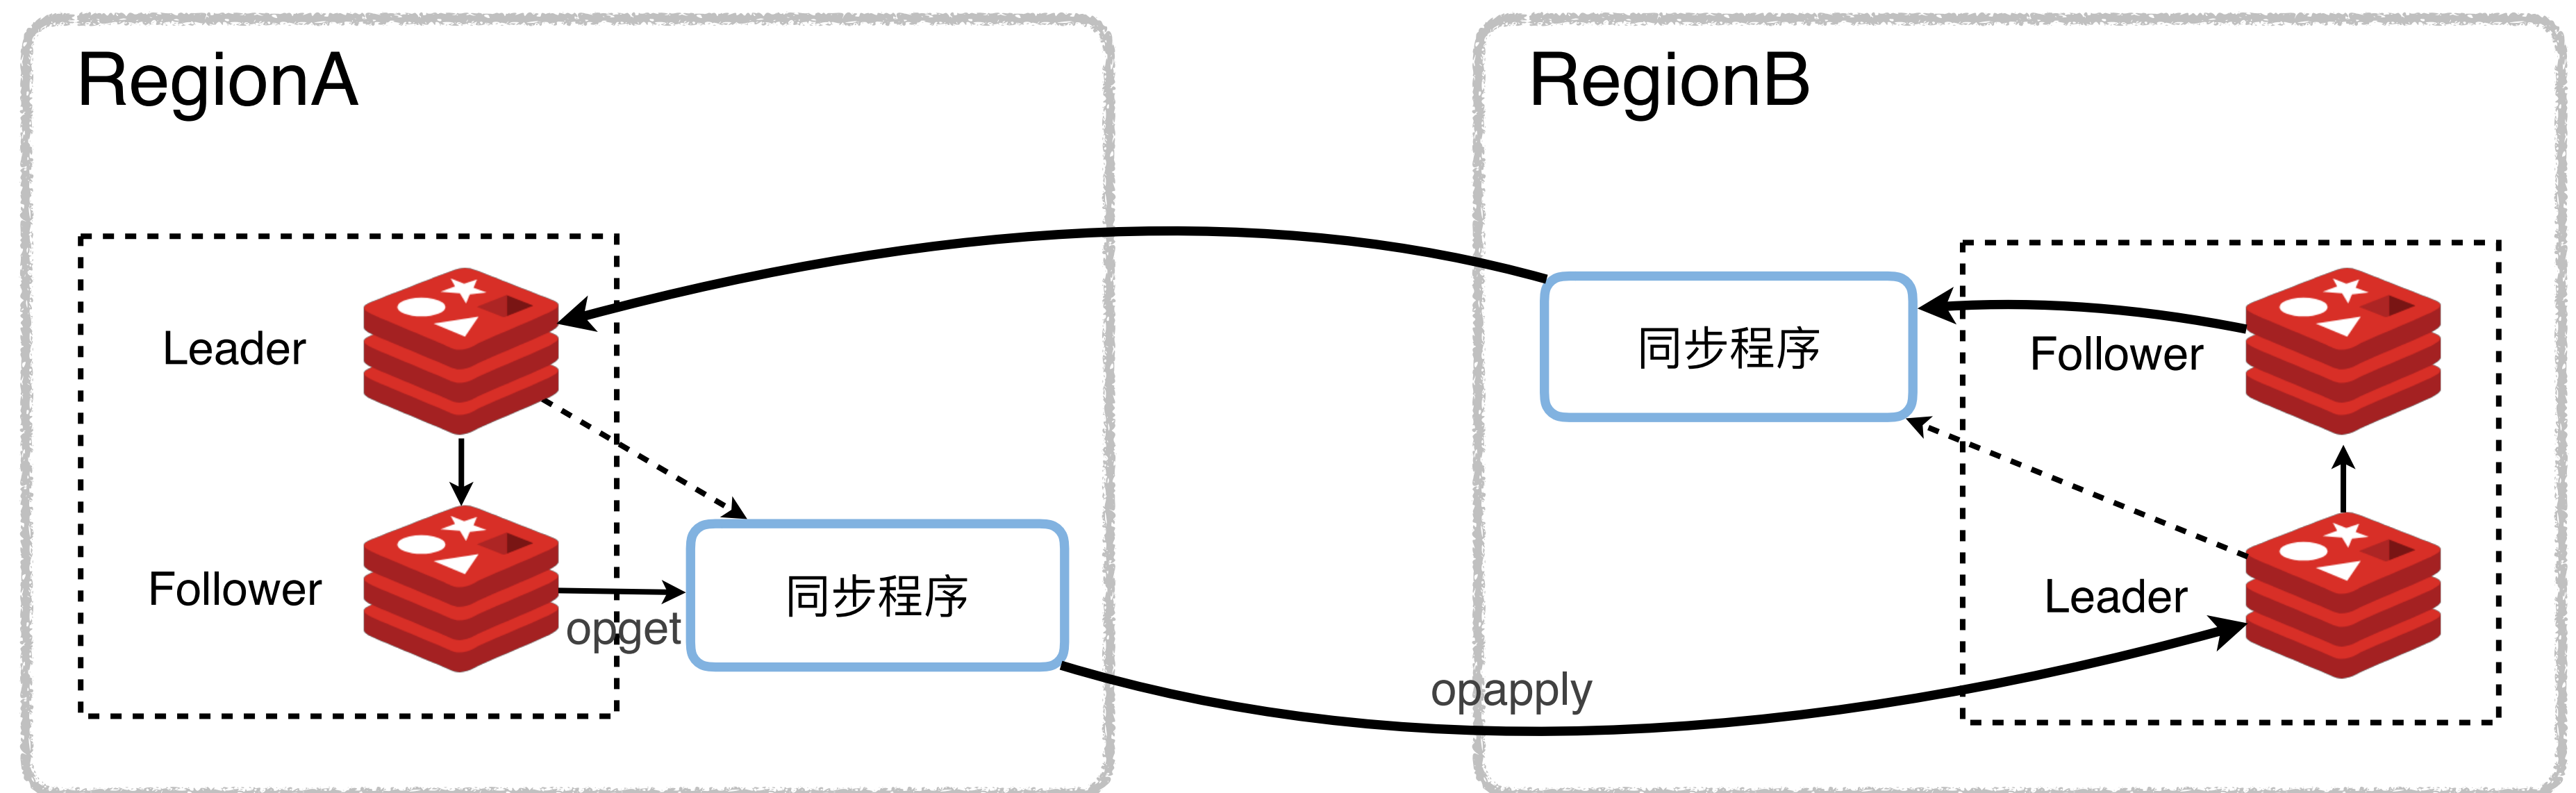 RegionA
RegionB
Leader
同步程序
Follower
Follower
同步程序
Leader
opget
opapply